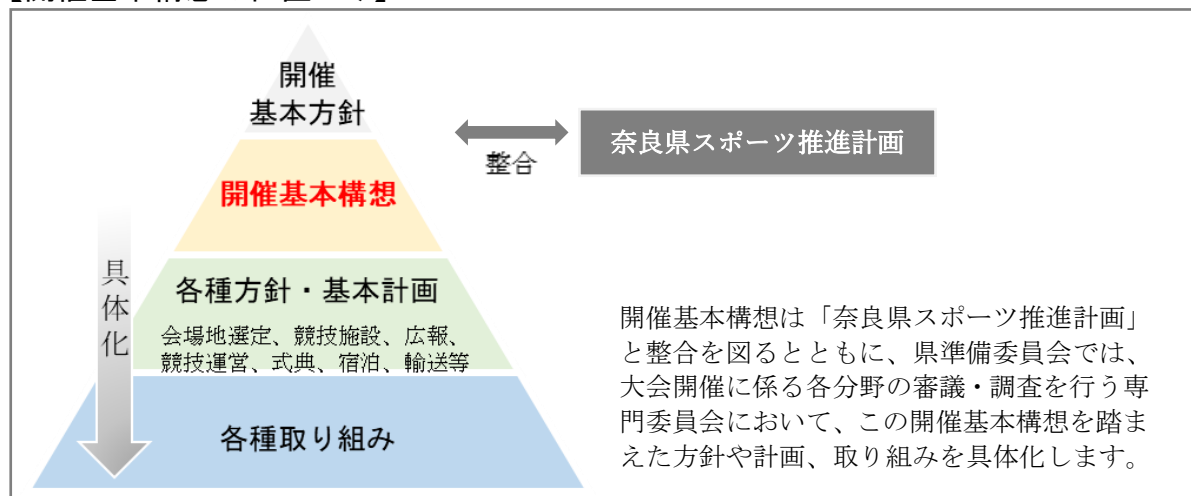 開催
基本方針
整合
奈良県スポーツ推進計画
開催基本構想
具体化
各種方針・基本計画
会場地選定、競技施設、広報、
競技運営、式典、宿泊、輸送等
各種取り組み
開催基本構想は「奈良県スポーツ推進計画」
と整合を図るとともに、県準備委員会では、
大会開催に係る各分野の審議・調査を行う専
門委員会において、この開催基本構想を踏ま
えた方針や計画、取り組みを具体化します。